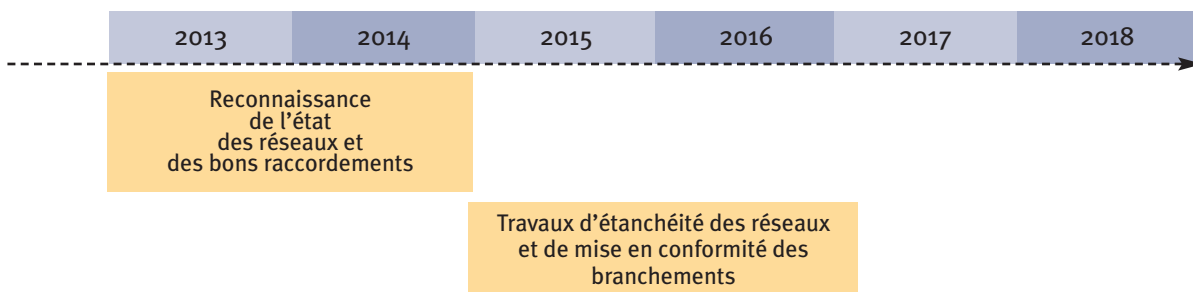 2013 2014 2015 2016 2017 2018
Reconnaissance
de l’état
des réseaux et
des bons raccordements
Travaux d’étanchéité des réseaux
et de mise en conformité des
branchements